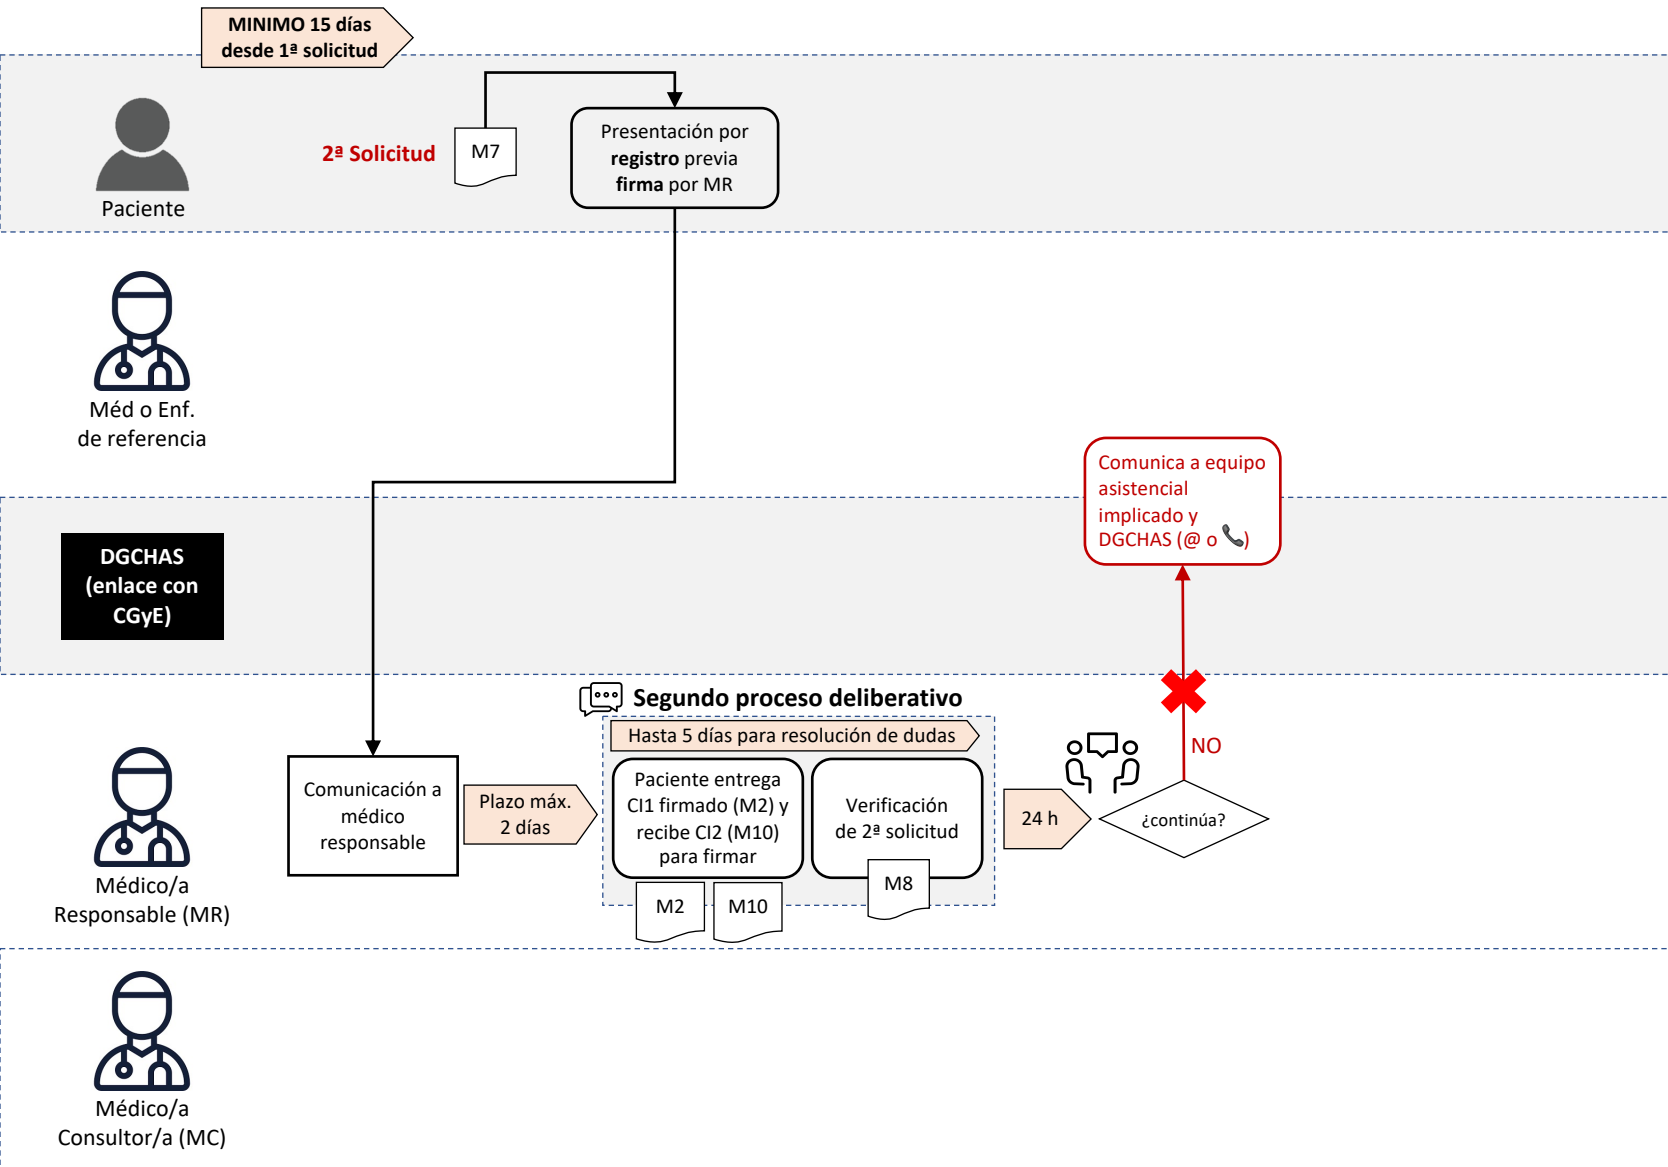 MINIMO 15 días
desde 1ª solicitud
Paciente
2ª Solicitud
M7
Presentación por
registro previa
firma por MR
Méd o Enf.
de referencia
Comunica a equipo
asistencial
implicado y
DGCHAS (@ o 📞)
DGCHAS
(enlace con
CGyE)
Segundo proceso deliberativo
Hasta 5 días para resolución de dudas
Médico/a
Responsable (MR)
Comunicación a
médico
responsable
Plazo máx.
2 días
Paciente entrega
CI1 firmado (M2) y
recibe CI2 (M10)
para firmar
M2
M10
Verificación
de 2ª solicitud
M8
24 h
¿continúa?
NO
Médico/a
Consultor/a (MC)